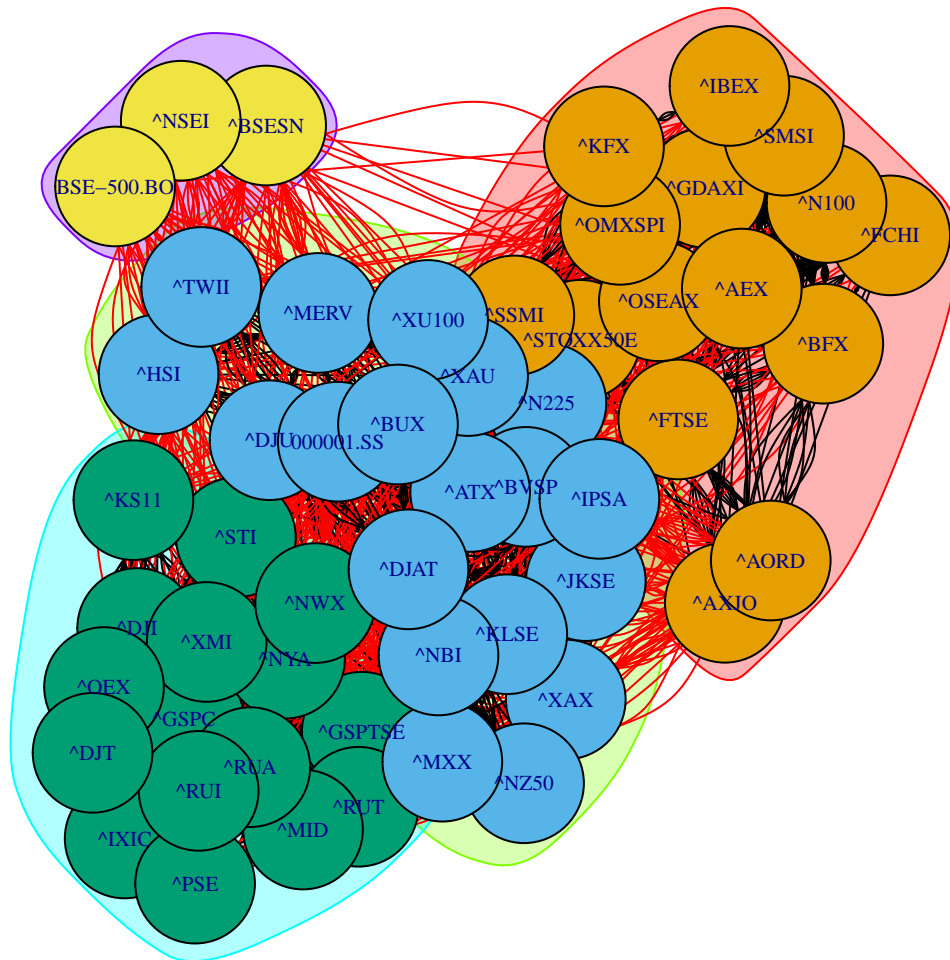 ^IBEX
^NSEI
^BSESN
^SMSI
^KFX
BSE-500.BO
^GDAXI
^N100
^OMXSPI
^FCHI
^TWII
^AEX
^OSEAX
^MERV
^SSMI
^XU100
^STOXX50E
^BFX
^HSI
^XAU
^N225
^FTSE
^BUX
^DJU
000001.SS
^ATX
^BVSP
^IPSA
^KS11
^STI
^AORD
^DJAT
^JKSE
^NWX
^AXJO
^DJI
^XMI
^KLSE
^NBI
^NYA
^OEX
^XAX
^GSPC
^GSPTSE
^DJT
^MXX
^RUA
^NZ50
^RUI
^RUT
^MID
^IXIC
^PSE